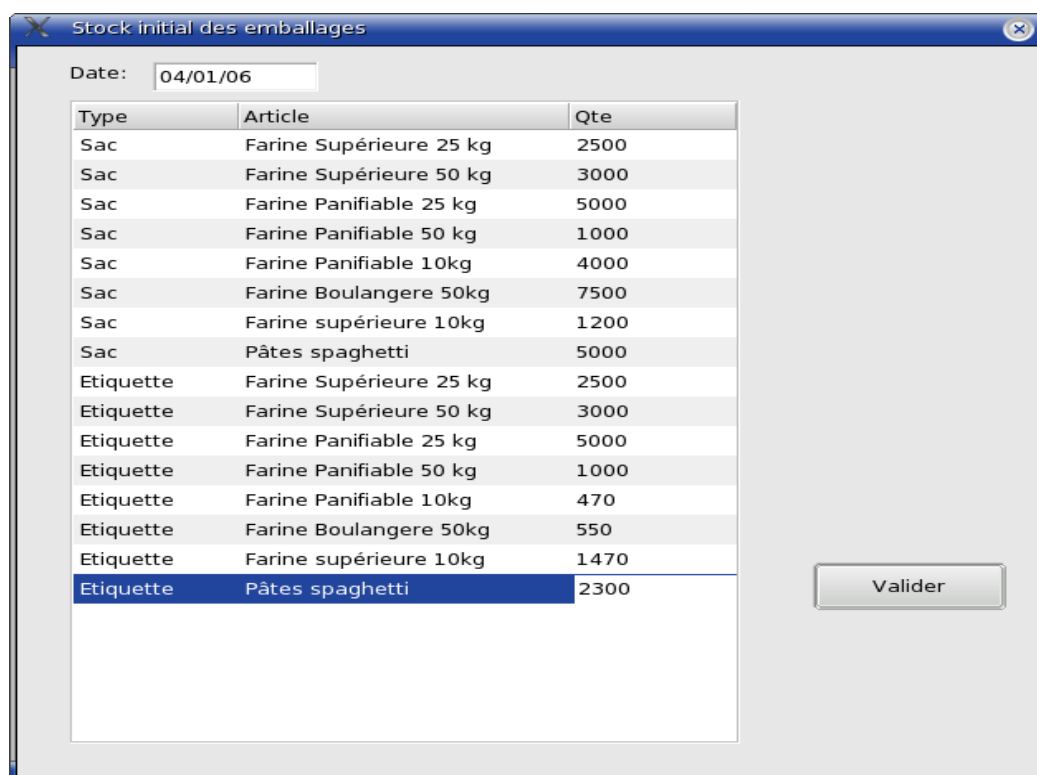 Stock initial des emballages
Date: 04/01/06
Type Article Qte
Sac Farine Supérieure 25 kg 2500
Sac Farine Supérieure 50 kg 3000
Sac Farine Panifiable 25 kg 5000
Sac Farine Panifiable 50 kg 1000
Sac Farine Panifiable 10kg 4000
Sac Farine Boulangere 50kg 7500
Sac Farine supérieure 10kg 1200
Sac Pâtes spaghetti 5000
Etiquette Farine Supérieure 25 kg 2500
Etiquette Farine Supérieure 50 kg 3000
Etiquette Farine Panifiable 25 kg 5000
Etiquette Farine Panifiable 50 kg 1000
Etiquette Farine Panifiable 10kg 470
Etiquette Farine Boulangere 50kg 550
Etiquette Farine supérieure 10kg 1470
Etiquette Pâtes spaghetti 2300
Valider